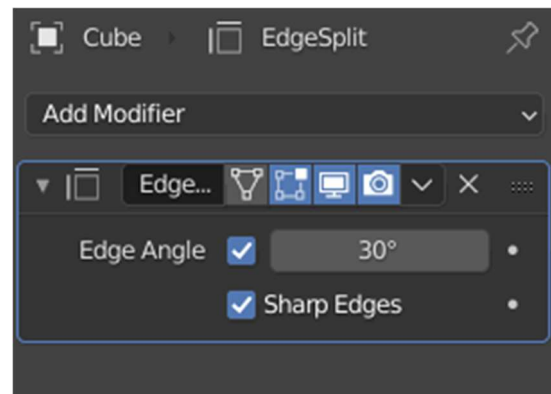 Cube EdgeSplit
Add Modifier
Edge...
Edge Angle 30°
Sharp Edges